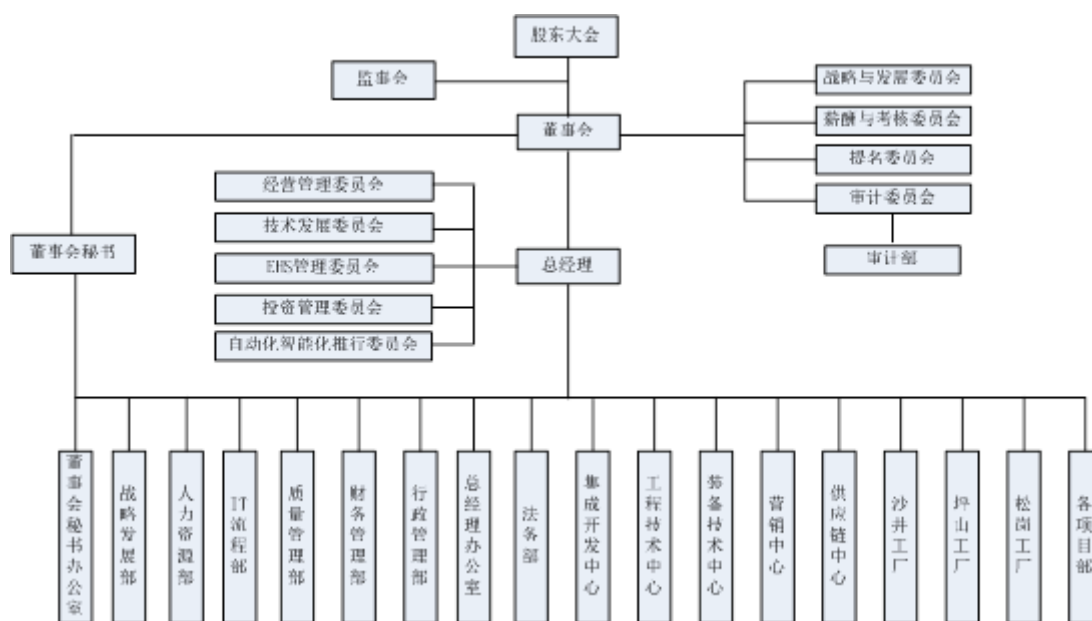 股东大会
监事会
战略与发展委员会
薪酬与考核委员会
董事会
提名委员会
经营管理委员会
审计委员会
技术发展委员会
董事会秘书
审计部
EHS管理委员会
总经理
投资管理委员会
自动化智能化推行委员会
董事会秘书办公室
战略发展部
人力资源部
IT流程部
质量管理部
财务管理部
行政管理部
总经理办公室
法务部
集成开发中心
工程技术中心
装备技术中心
营销中心
供应链中心
沙井工厂
坪山工厂
松岗工厂
各项目部